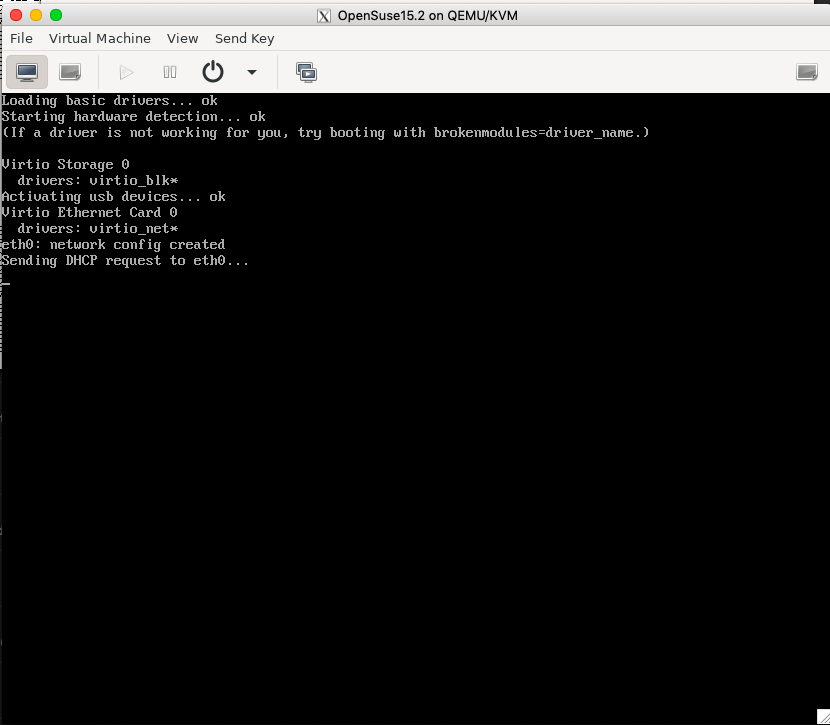 OpenSuse15.2 on QEMU/KVM
File Virtual Machine View Send Key
Loading basic drivers... ok
Starting hardware detection... ok
(If a driver is not working for you, try booting with brokenmodules=driver_name.)
Virtio Storage 0
drivers: virtio_blk*
Activating usb devices... ok
Virtio Ethernet Card 0
drivers: virtio_net*
eth0: network config created
Sending DHCP request to eth0...